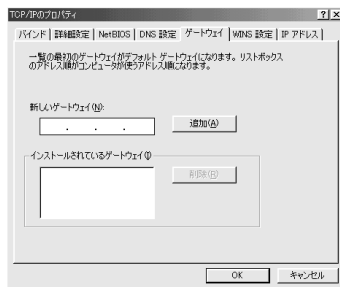 TCP/IPのプロパティ
バインド 詳細設定 NetBIOS DNS 設定 ゲートウェイ WINS 設定 IP アドレス
一覧の最初のゲートウェイがデフォルト ゲートウェイになります。リストボックス
のアドレス順がコンピュータが使うアドレス順になります。
新しいゲートウェイ(N):
. . .
追加(A)
インストールされているゲートウェイ(I)
削除(R)
OK キャンセル